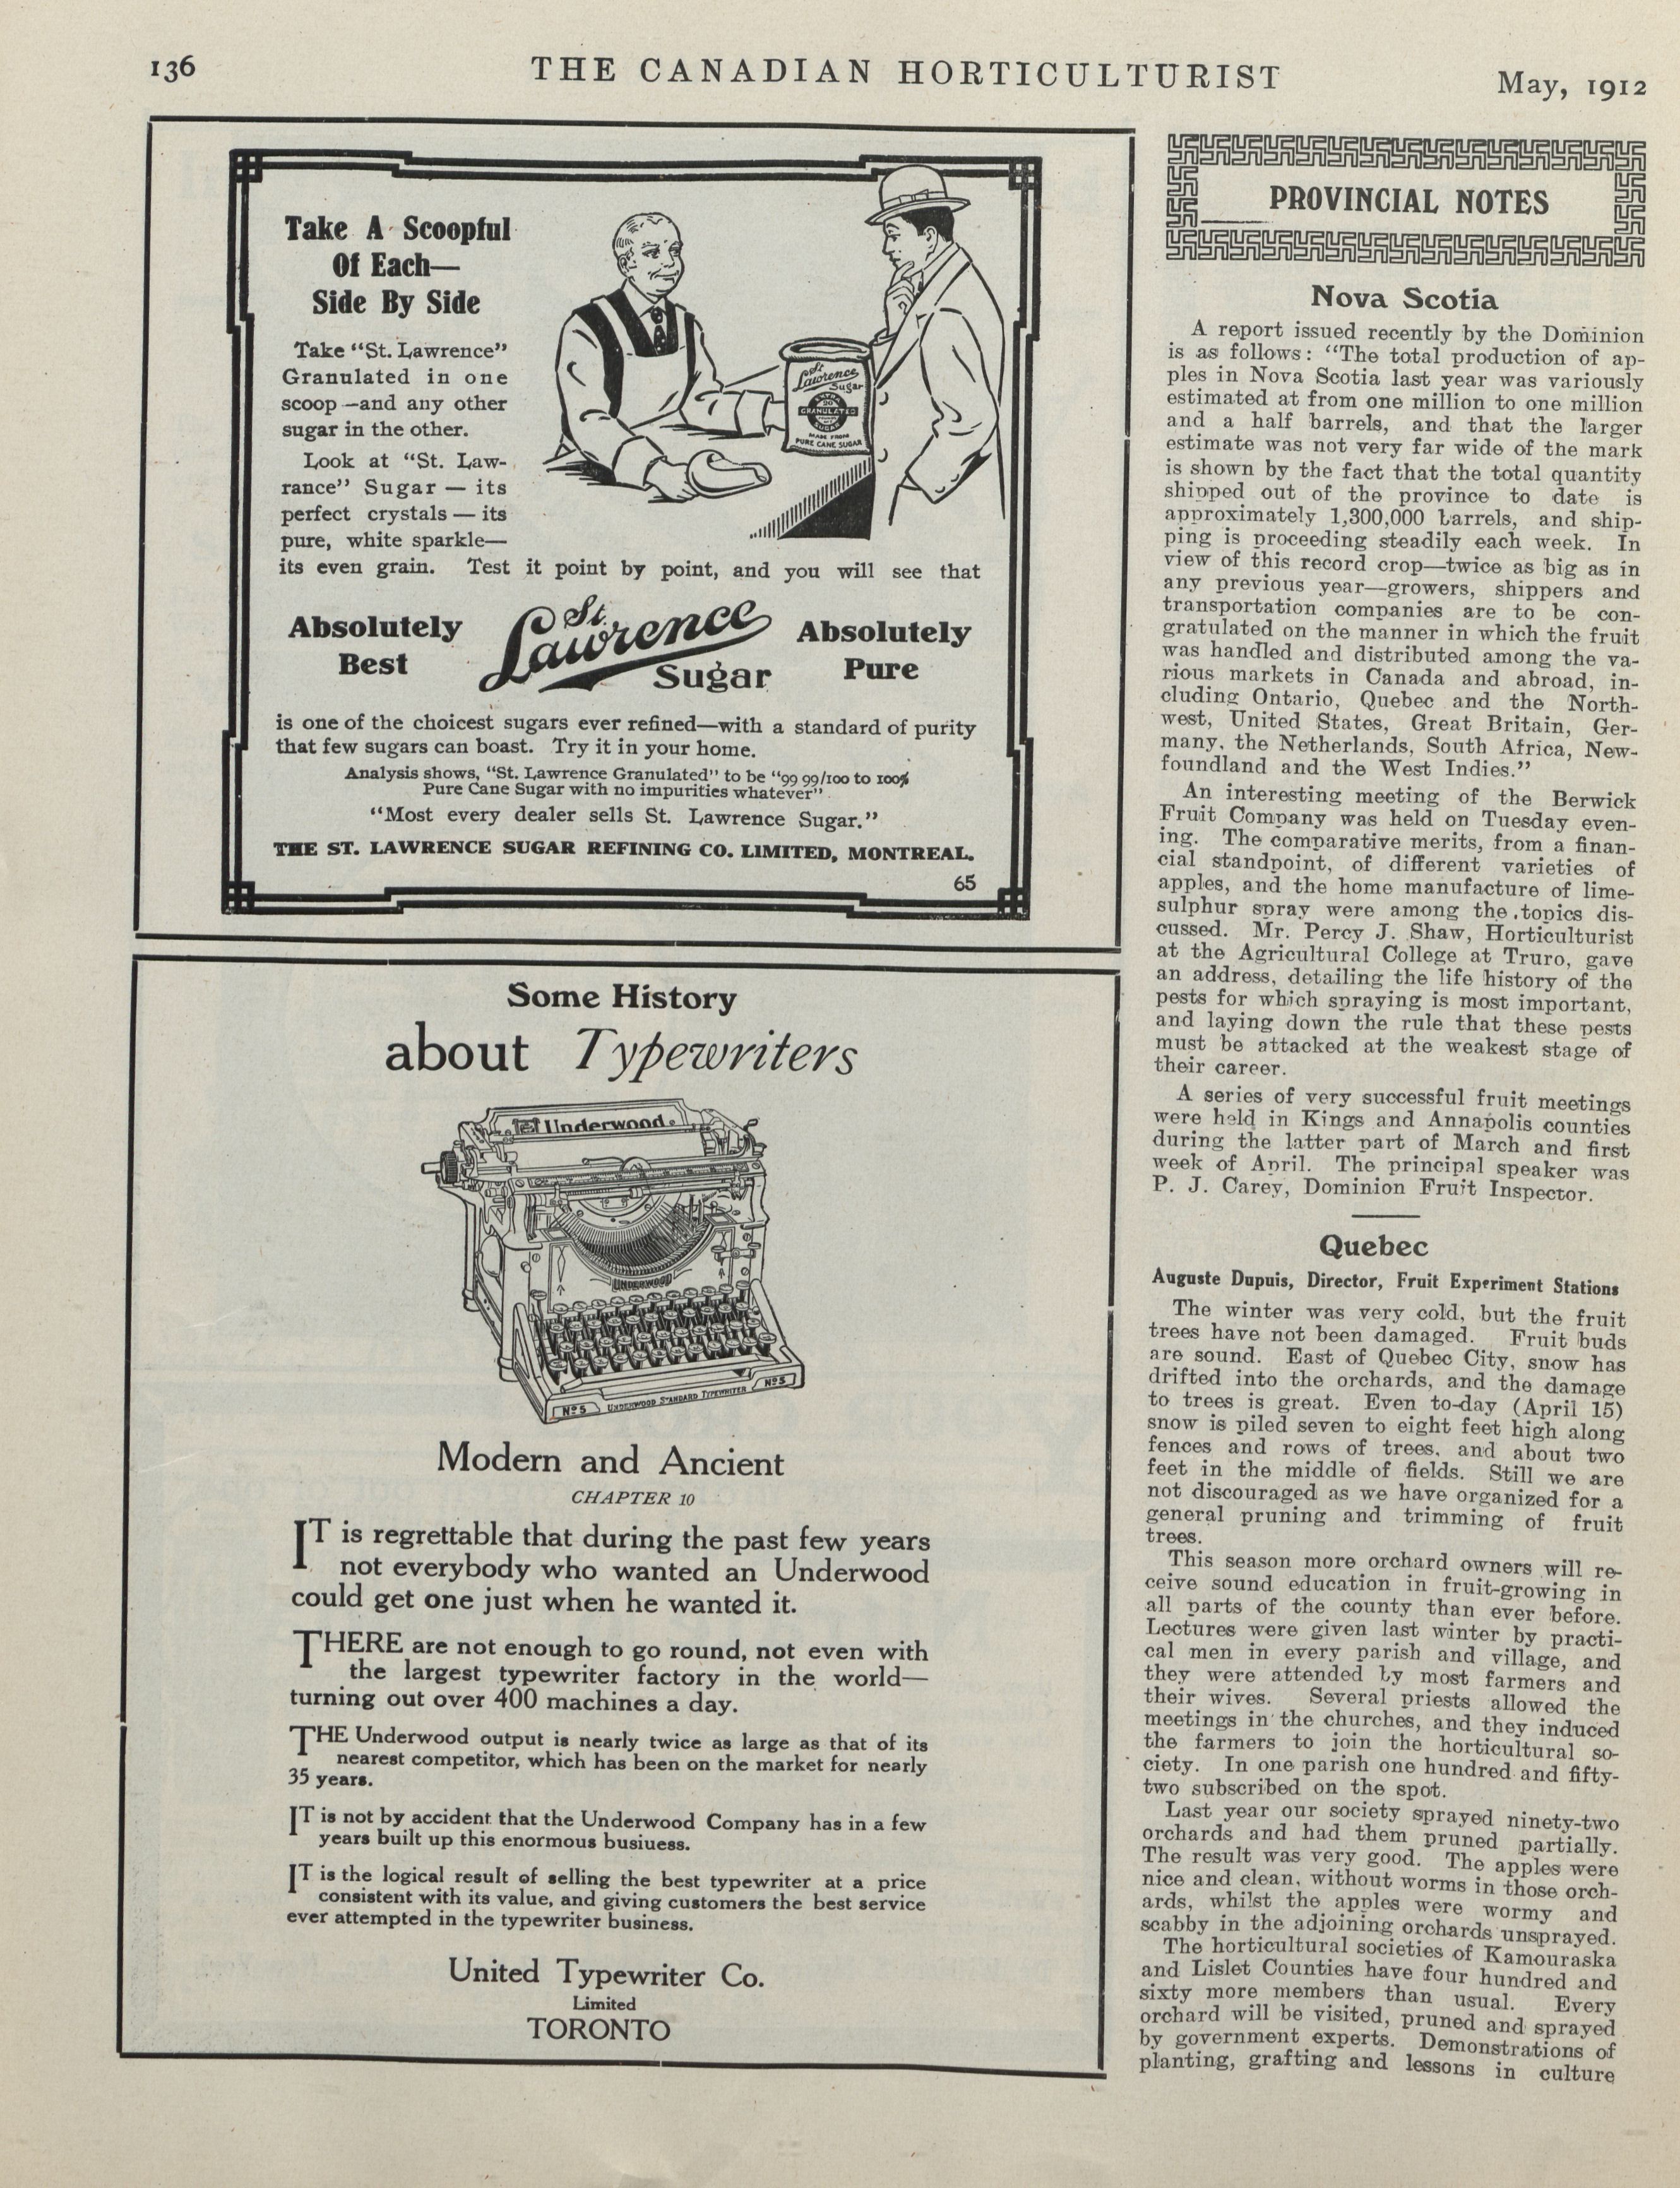 136
THE CANADIAN HORTICULTURIST
May, 1912
Take A Scoopful
Of Each—
Side By Side
Take “St. Lawrence”
Granulated in one
scoop—and any other
sugar in the other.
Look at “St. Law-
rance” Sugar — its
perfect crystals — its
pure, white sparkle—
its even grain. Test it point by point, and you will see that
St
Lawrence
Sugar
EXTRA
GRANULATED
SUGAR
MADE FROM
PURE CANE SUGAR
Absolutely
Best
St.
Lawrence
Sugar
Absolutely
Pure
is one of the choicest sugars ever refined—with a standard of purity
that few sugars can boast. Try it in your home.
Analysis shows, “St. Lawrence Granulated” to be “99 99/100 to 100%
Pure Cane Sugar with no impurities whatever”
“Most every dealer sells St. Lawrence Sugar.”
THE ST. LAWRENCE SUGAR REFINING CO. LIMITED, MONTREAL.
65
Some History
about Typewriters
Underwood
UNDERWOOD
Nº 5 UNDERWOOD STANDARD TYPEWRITER Nº 5
Modern and Ancient
CHAPTER 10
IT is regrettable that during the past few years
not everybody who wanted an Underwood
could get one just when he wanted it.
THERE are not enough to go round, not even with
the largest typewriter factory in the world—
turning out over 400 machines a day.
THE Underwood output is nearly twice as large as that of its
nearest competitor, which has been on the market for nearly
35 years.
IT is not by accident that the Underwood Company has in a few
years built up this enormous busiuess.
IT is the logical result of selling the best typewriter at a price
consistent with its value, and giving customers the best service
ever attempted in the typewriter business.
United Typewriter Co.
Limited
TORONTO
PROVINCIAL NOTES
Nova Scotia
A report issued recently by the Dominion
is as follows: “The total production of ap-
ples in Nova Scotia last year was variously
estimated at from one million to one million
and a half barrels, and that the larger
estimate was not very far wide of the mark
is shown by the fact that the total quantity
shipped out of the province to date is
approximately 1,300,000 barrels, and ship-
ping is proceeding steadily each week. In
view of this record crop—twice as big as in
any previous year—growers, shippers and
transportation companies are to be con-
gratulated on the manner in which the fruit
was handled and distributed among the va-
rious markets in Canada and abroad, in-
cluding Ontario, Quebec and the North-
west, United States, Great Britain, Ger-
many, the Netherlands, South Africa, New-
foundland and the West Indies.”
An interesting meeting of the Berwick
Fruit Company was held on Tuesday even-
ing. The comparative merits, from a finan-
cial standpoint, of different varieties of
apples, and the home manufacture of lime-
sulphur spray were among the topics dis-
cussed. Mr. Percy J. Shaw, Horticulturist
at the Agricultural College at Truro, gave
an address, detailing the life history of the
pests for which spraying is most important,
and laying down the rule that these pests
must be attacked at the weakest stage of
their career.
A series of very successful fruit meetings
were held in Kings and Annapolis counties
during the latter part of March and first
week of April. The principal speaker was
P. J. Carey, Dominion Fruit Inspector.
Quebec
Auguste Dupuis, Director, Fruit Experiment Stations
The winter was very cold, but the fruit
trees have not been damaged. Fruit buds
are sound. East of Quebec City, snow has
drifted into the orchards, and the damage
to trees is great. Even to-day (April 15)
snow is piled seven to eight feet high along
fences and rows of trees, and about two
feet in the middle of fields. Still we are
not discouraged as we have organized for a
general pruning and trimming of fruit
trees.
This season more orchard owners will re-
ceive sound education in fruit-growing in
all parts of the county than ever before.
Lectures were given last winter by practi-
cal men in every parish and village, and
they were attended by most farmers and
their wives. Several priests allowed the
meetings in the churches, and they induced
the farmers to join the horticultural so-
ciety. In one parish one hundred and fifty-
two subscribed on the spot.
Last year our society sprayed ninety-two
orchards and had them pruned partially.
The result was very good. The apples were
nice and clean, without worms in those orch-
ards, whilst the apples were wormy and
scabby in the adjoining orchards unsprayed.
The horticultural societies of Kamouraska
and Lislet Counties have four hundred and
sixty more members than usual. Every
orchard will be visited, pruned and sprayed
by government experts. Demonstrations of
planting, grafting and lessons in culture